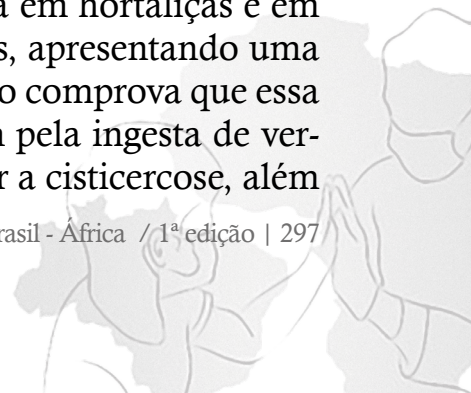 em hortaliças e em
s, apresentando uma
o comprova que essa
pela ingesta de ver-
r a cisticercose, além
rasil - África / 1ª edição | 297